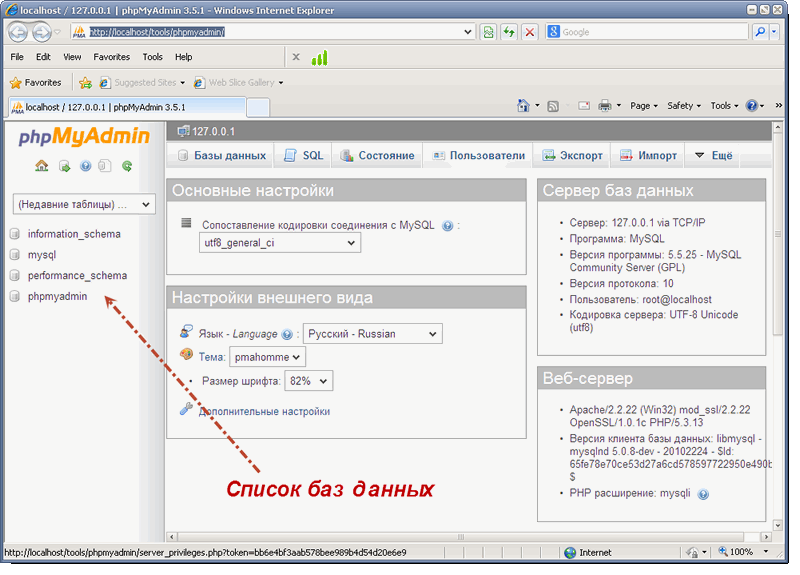 localhost / 127.0.0.1 | phpMyAdmin 3.5.1 - Windows Internet Explorer
http://localhost/tools/phpmyadmin/
Google
File Edit View Favorites Tools Help
x
Favorites Suggested Sites Web Slice Gallery
localhost / 127.0.0.1 | phpMyAdmin 3.5.1
Page Safety Tools
phpMyAdmin
(Недавние таблицы) ...
information_schema
mysql
performance_schema
phpmyadmin
127.0.0.1
Базы данных SQL Состояние Пользователи Экспорт Импорт Ещё
Основные настройки
Сопоставление кодировки соединения с MySQL :
utf8_general_ci
Настройки внешнего вида
Язык - Language : Русский - Russian
Тема: pmahomme
Размер шрифта: 82%
Дополнительные настройки
Список баз данных
Сервер баз данных
Сервер: 127.0.0.1 via TCP/IP
Программа: MySQL
Версия программы: 5.5.25 - MySQL
Community Server (GPL)
Версия протокола: 10
Пользователь: root@localhost
Кодировка сервера: UTF-8 Unicode
(utf8)
Веб-сервер
Apache/2.2.22 (Win32) mod_ssl/2.2.22
OpenSSL/1.0.1c PHP/5.3.13
Версия клиента базы данных: libmysql -
mysqlnd 5.0.8-dev - 20102224 - $Id:
65fe78e70ce53d27a6cd578597722950e490b
$
PHP расширение: mysqli
http://localhost/tools/phpmyadmin/server_privileges.php?token=bb6e4bf3aab578bee989b4d54d20e6e9
Internet
100%